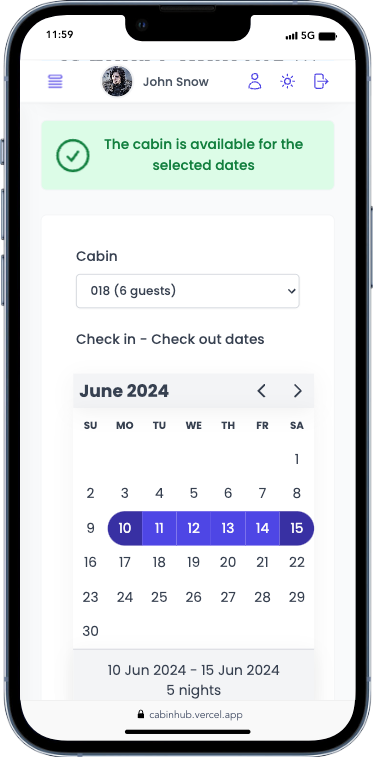 11:59 5G
John Snow
The cabin is available for the
selected dates
Cabin
018 (6 guests)
Check in - Check out dates
June 2024
SU MO TU WE TH FR SA
1
2 3 4 5 6 7 8
9 10 11 12 13 14 15
16 17 18 19 20 21 22
23 24 25 26 27 28 29
30
10 Jun 2024 - 15 Jun 2024
5 nights
cabinhub.vercel.app